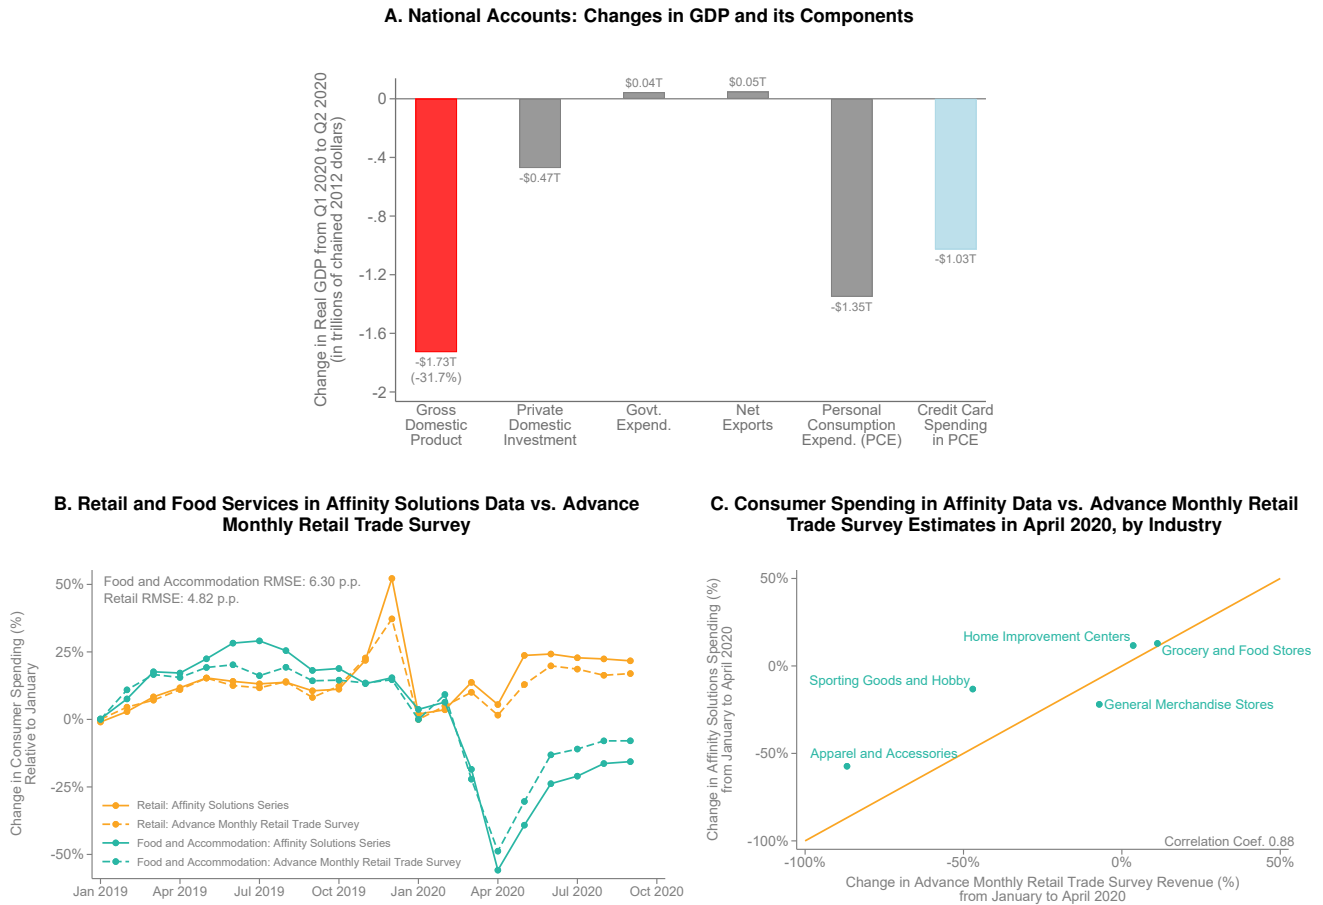 A. National Accounts: Changes in GDP and its Components
Change in Real GDP from Q1 2020 to Q2 2020
(in trillions of chained 2012 dollars)
0
-.4
-.8
-1.2
-1.6
-2
-$1.73T
(-31.7%)
-$0.47T
$0.04T
$0.05T
-$1.35T
-$1.03T
Gross
Domestic
Product
Private
Domestic
Investment
Govt.
Expend.
Net
Exports
Personal
Consumption
Expend. (PCE)
Credit Card
Spending
in PCE
B. Retail and Food Services in Affinity Solutions Data vs. Advance
Monthly Retail Trade Survey
Change in Consumer Spending (%)
Relative to January
50%
25%
0%
-25%
-50%
Food and Accommodation RMSE: 6.30 p.p.
Retail RMSE: 4.82 p.p.
Retail: Affinity Solutions Series
Retail: Advance Monthly Retail Trade Survey
Food and Accommodation: Affinity Solutions Series
Food and Accommodation: Advance Monthly Retail Trade Survey
Jan 2019
Apr 2019
Jul 2019
Oct 2019
Jan 2020
Apr 2020
Jul 2020
Oct 2020
C. Consumer Spending in Affinity Data vs. Advance Monthly Retail
Trade Survey Estimates in April 2020, by Industry
Change in Affinity Solutions Spending (%)
from January to April 2020
50%
0%
-50%
-100%
Home Improvement Centers
Grocery and Food Stores
Sporting Goods and Hobby
General Merchandise Stores
Apparel and Accessories
Correlation Coef. 0.88
-100%
-50%
0%
50%
Change in Advance Monthly Retail Trade Survey Revenue (%)
from January to April 2020